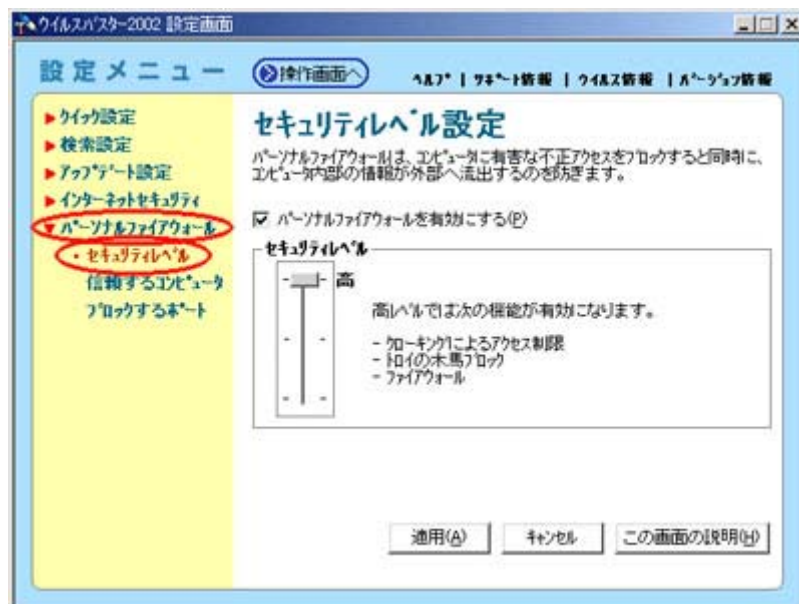 ウイルスバスター2002 設定画面
設定メニュー
操作画面へ
ヘルプ | サポート情報 | ウイルス情報 | バージョン情報
クイック設定
検索設定
アップデート設定
インターネットセキュリティ
パーソナルファイアウォール
・セキュリティレベル
信頼するコンピュータ
ブロックするポート
セキュリティレベル設定
パーソナルファイアウォールは、コンピュータに有害な不正アクセスをブロックすると同時に、
コンピュータ内部の情報が外部へ流出するのを防ぎます。
パーソナルファイアウォールを有効にする(P)
セキュリティレベル
高
高レベルでは次の機能が有効になります。
- クローキングによるアクセス制限
- トロイの木馬ブロック
- ファイアウォール
適用(A)
キャンセル
この画面の説明(H)